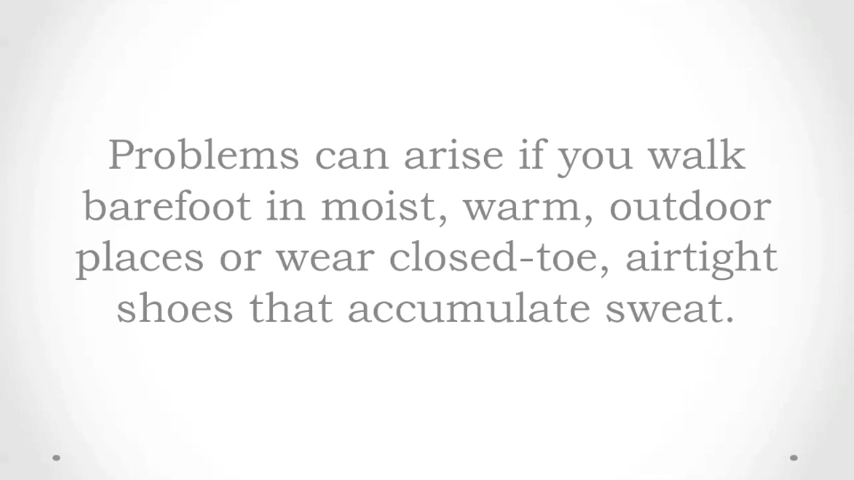 Problems can arise if you walk
barefoot in moist, warm, outdoor
places or wear closed-toe, airtight
shoes that accumulate sweat.